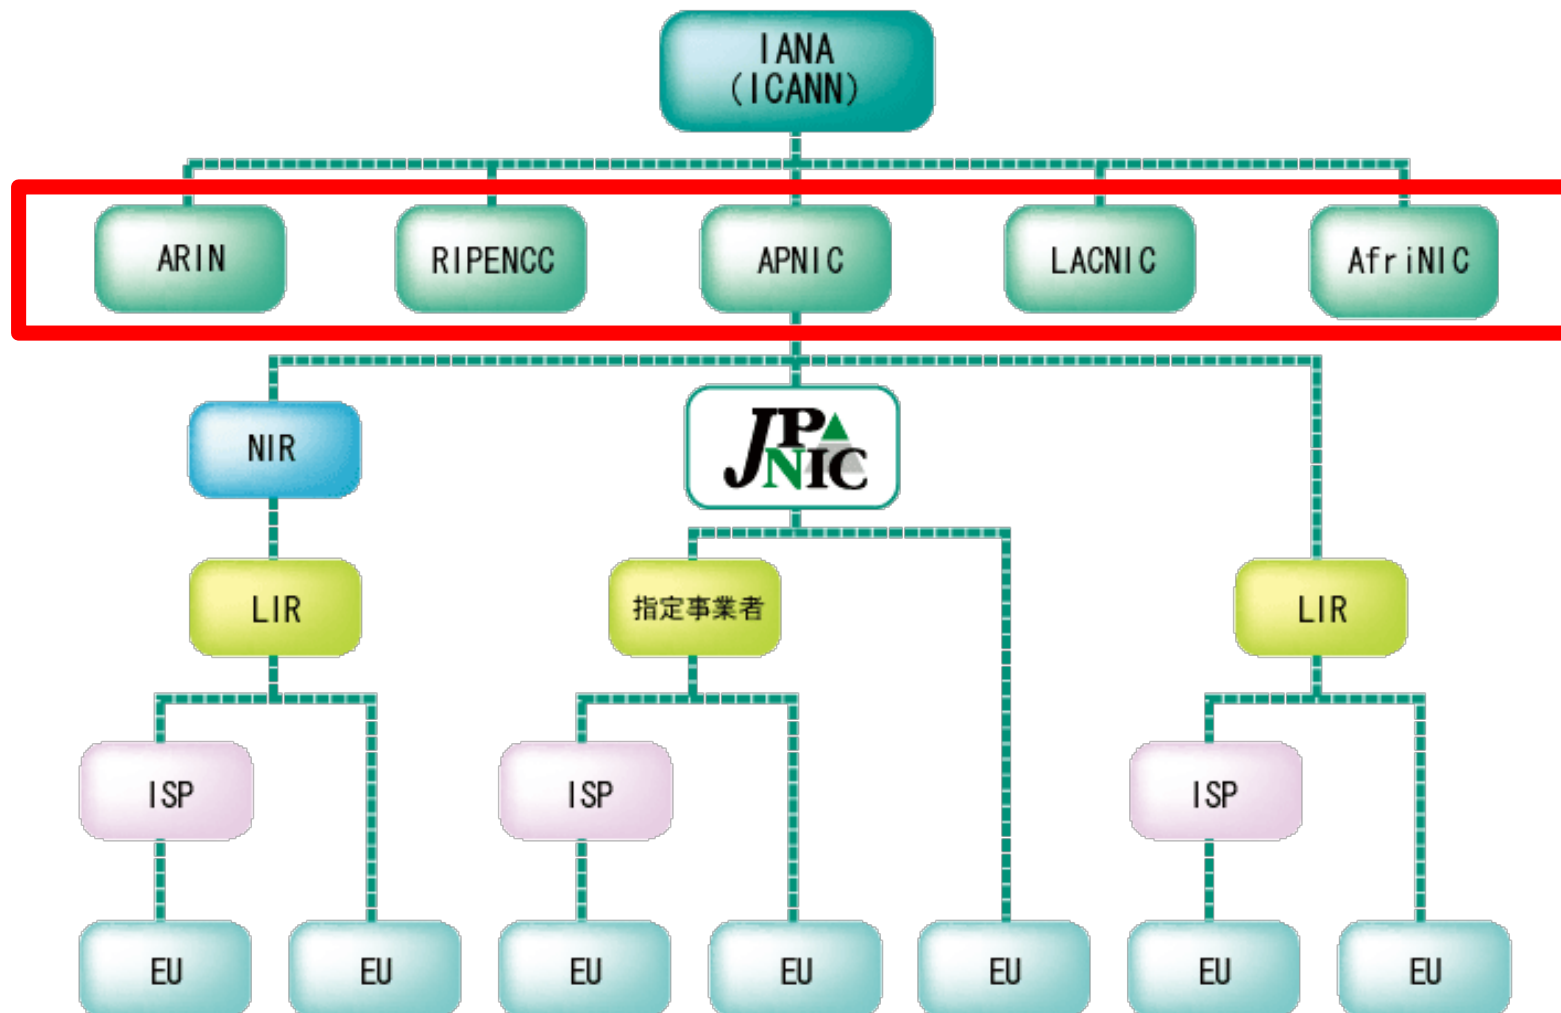 IANA
(ICANN)
ARIN
RIPENCC
APNIC
LACNIC
AfriNIC
NIR
JPNIC
LIR
指定事業者
LIR
ISP
ISP
ISP
EU
EU
EU
EU
EU
EU
EU